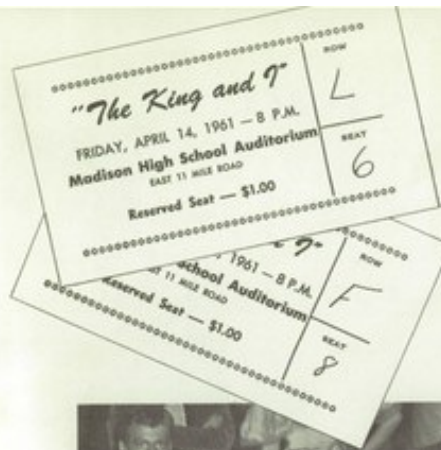 "The King and I"
FRIDAY, APRIL 14, 1961 — 8 P.M.
Madison High School Auditorium
EAST 11 MILE ROAD
Reserved Seat — $1.00
ROW
L
SEAT
6
I"
1961 — 8 P.M.
School Auditorium
11 MILE ROAD
Reserved Seat — $1.00
ROW
F
SEAT
8